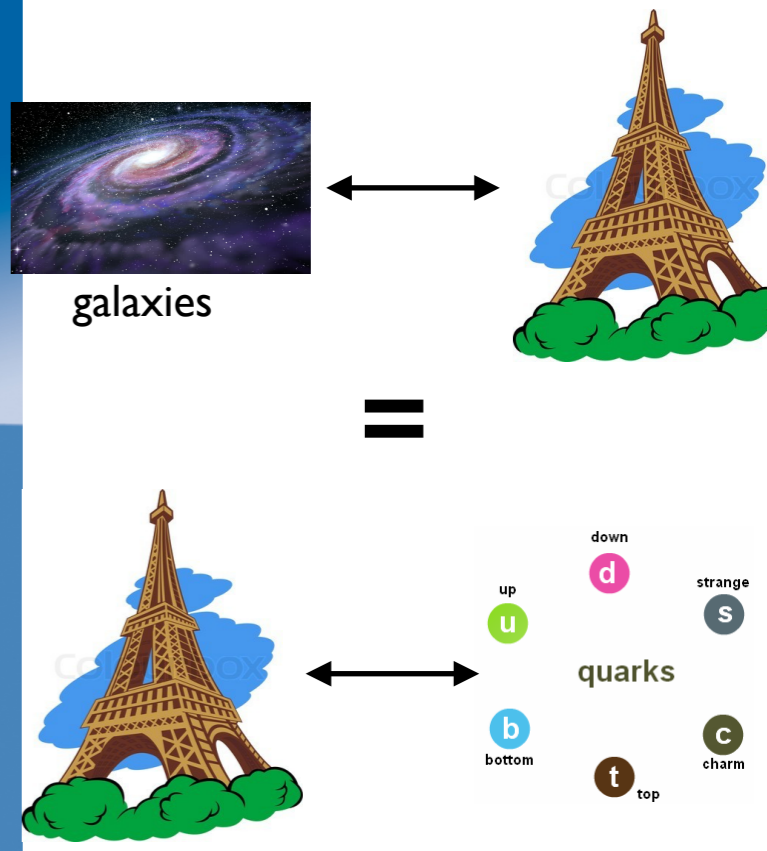 galaxies
=
down
d
up
u
strange
s
quarks
b
bottom
c
charm
t
top